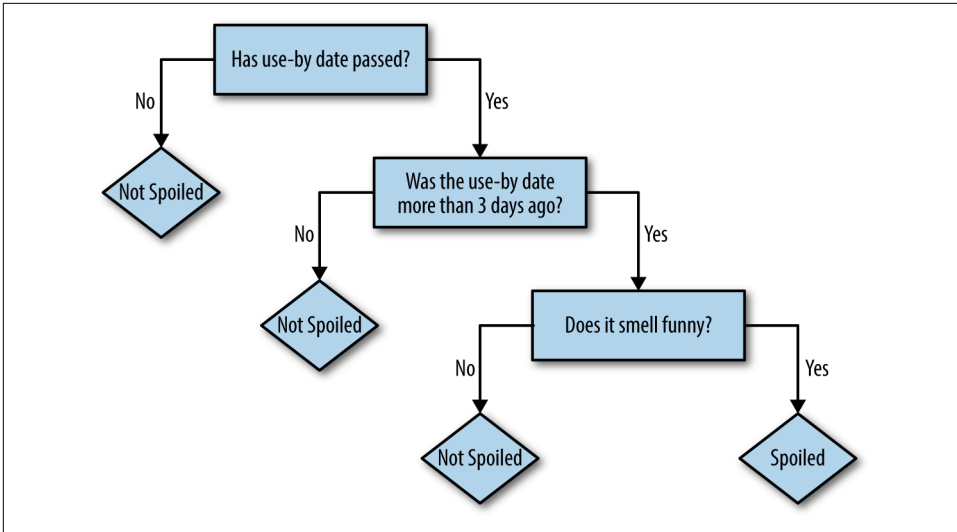 Has use-by date passed?
No
Yes
Not Spoiled
Was the use-by date
more than 3 days ago?
No
Yes
Not Spoiled
Does it smell funny?
No
Yes
Not Spoiled
Spoiled